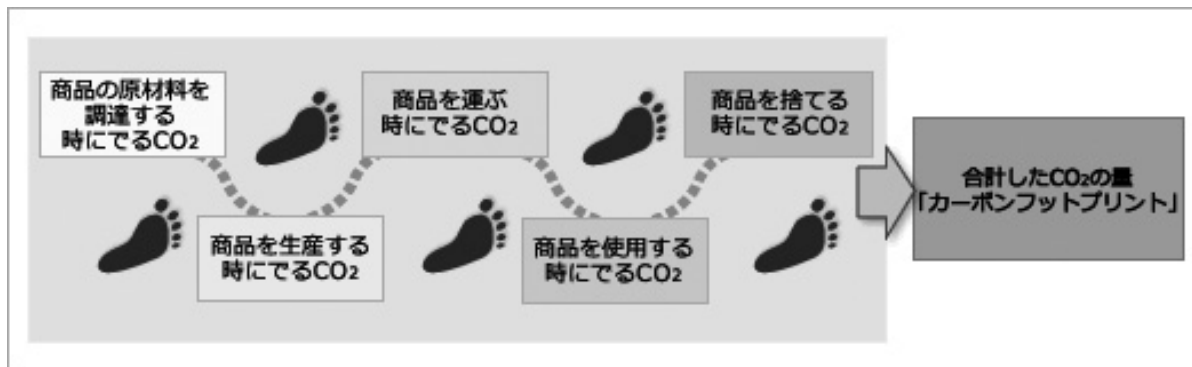 商品の原材料を
調達する
時にでるCO₂
商品を生産する
時にでるCO₂
商品を運ぶ
時にでるCO₂
商品を使用する
時にでるCO₂
商品を捨てる
時にでるCO₂
合計したCO₂の量
「カーボンフットプリント」